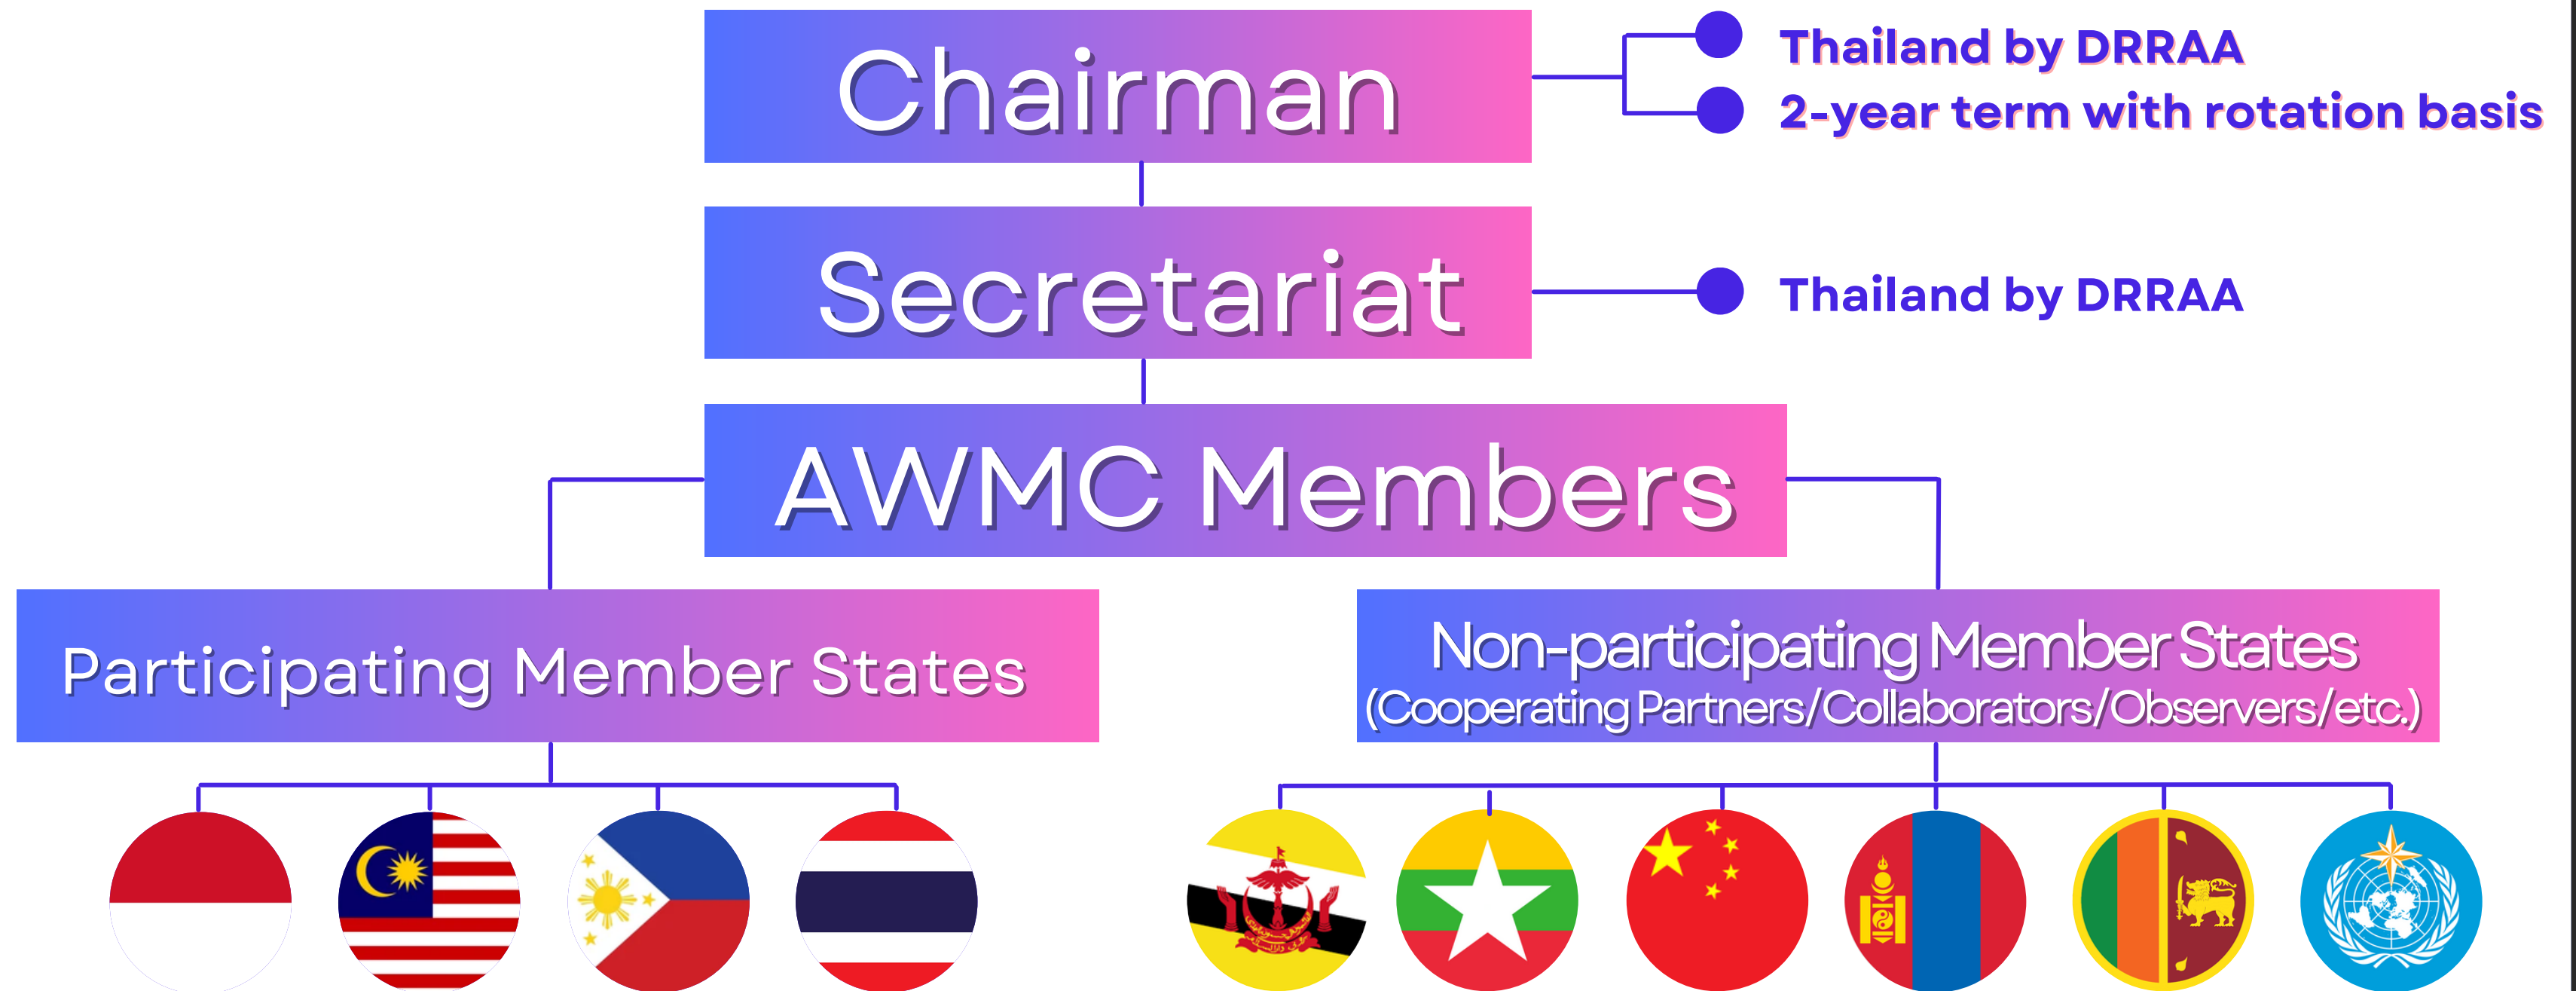 Chairman
Thailand by DRRAA
2-year term with rotation basis
Secretariat
Thailand by DRRAA
AWMC Members
Participating Member States
Non-participating Member States
(Cooperating Partners/Collaborators/Observers/etc.)